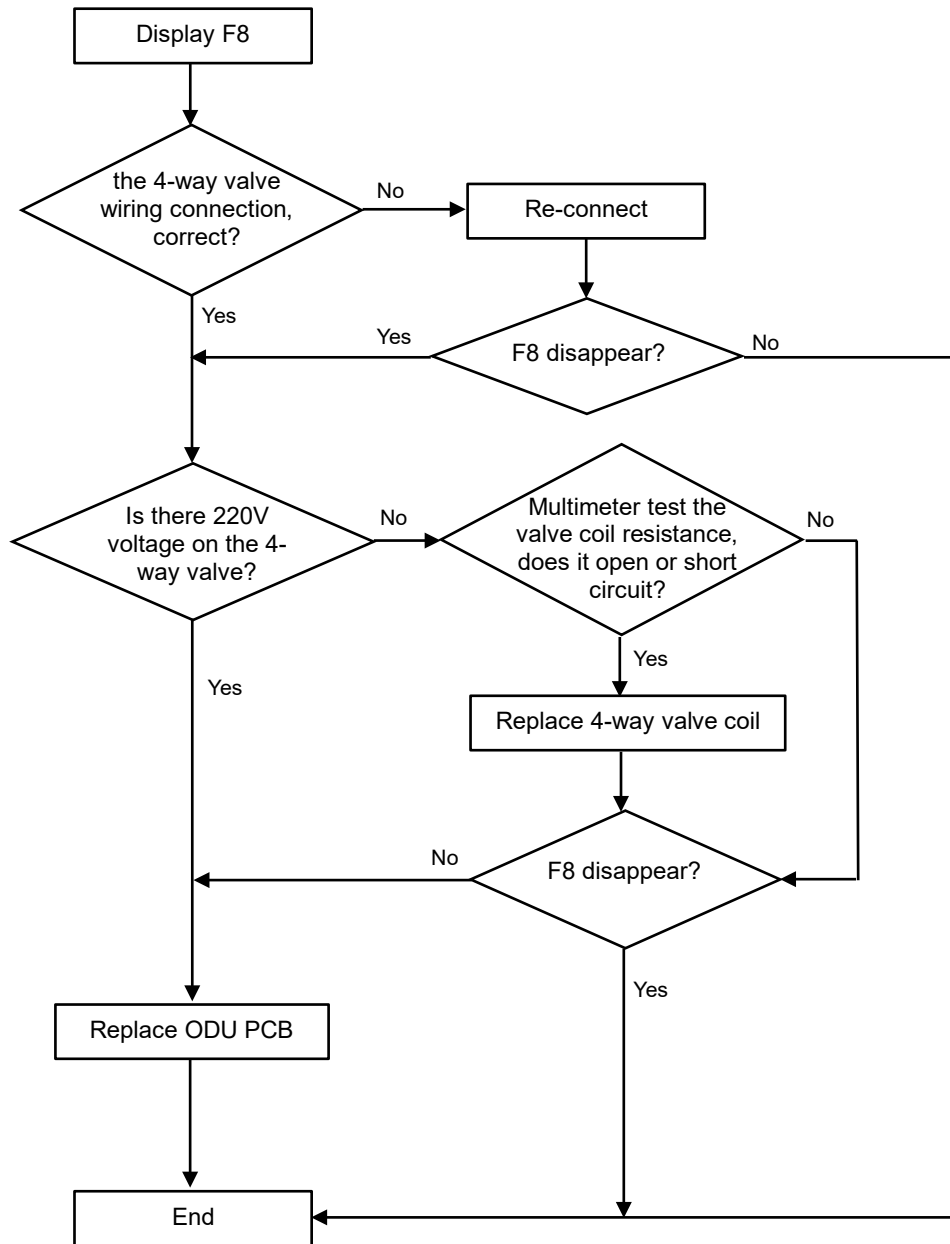 Display F8
the 4-way valve
wiring connection,
correct?
No
Re-connect
Yes
Yes
F8 disappear?
No
Is there 220V
voltage on the 4-
way valve?
No
Multimeter test the
valve coil resistance,
does it open or short
circuit?
No
Yes
Yes
Replace 4-way valve coil
No
F8 disappear?
Yes
Replace ODU PCB
End